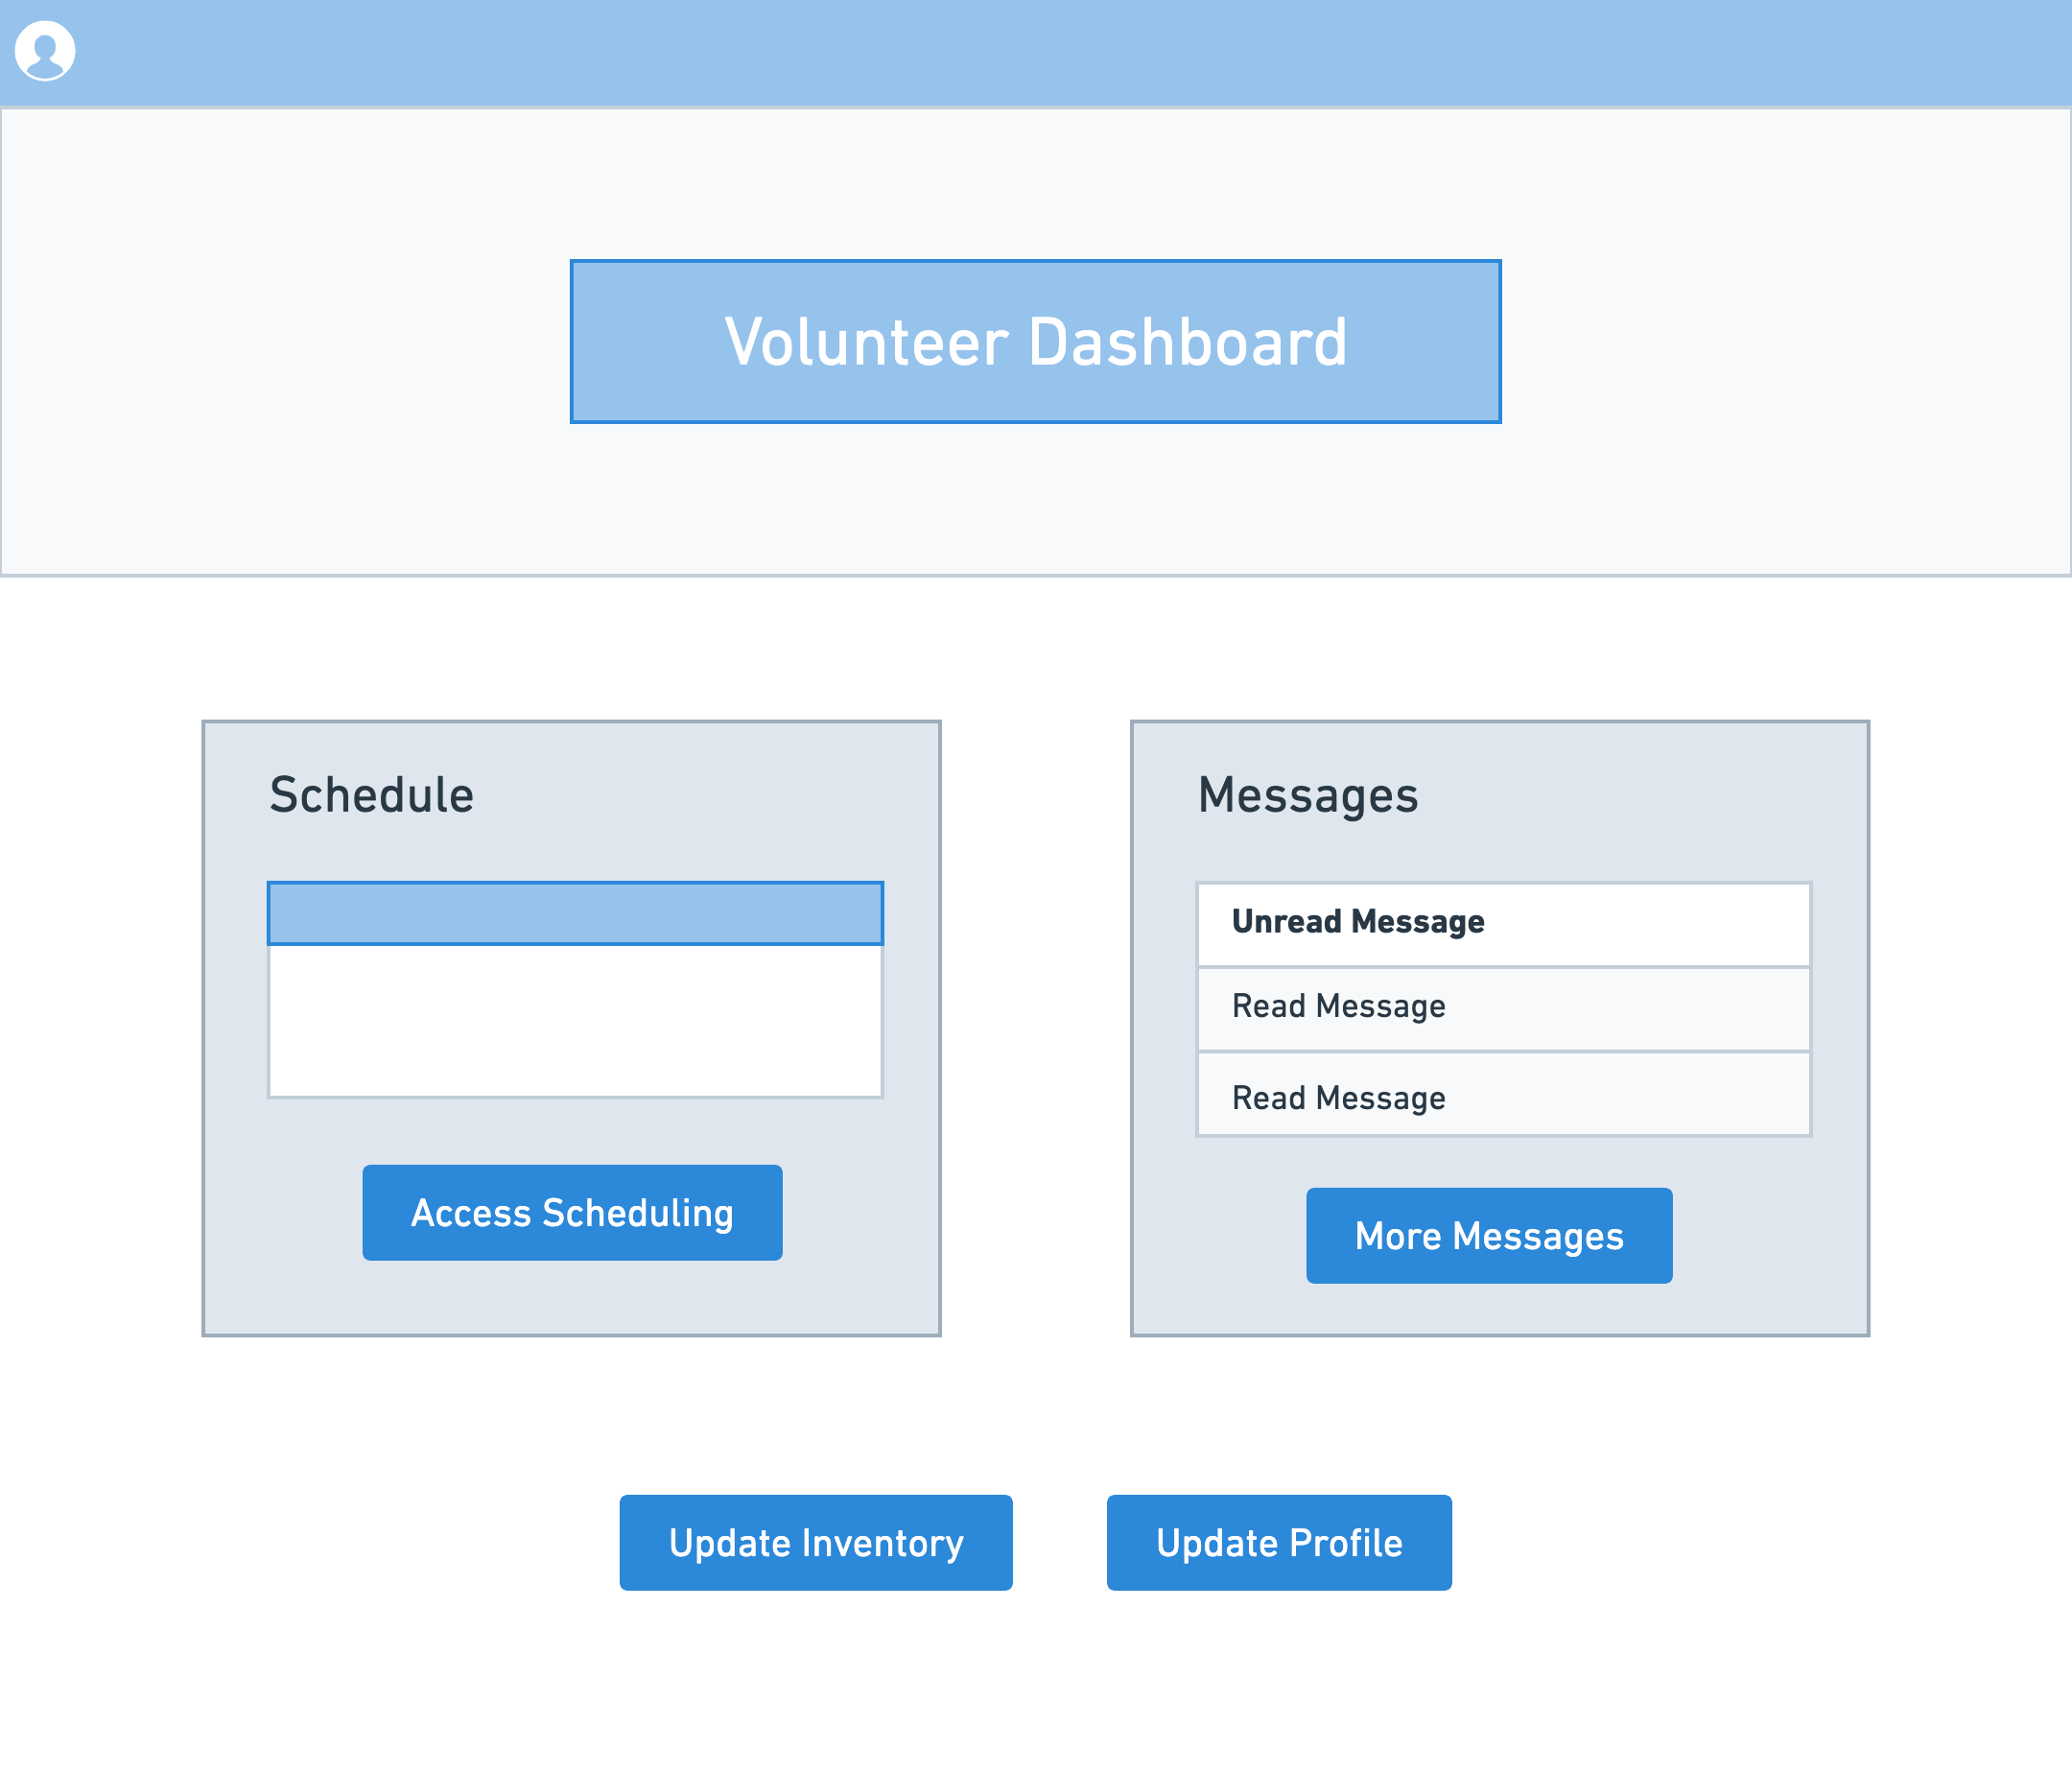 Volunteer Dashboard
Schedule
Access Scheduling
Messages
Unread Message
Read Message
Read Message
More Messages
Update Inventory
Update Profile